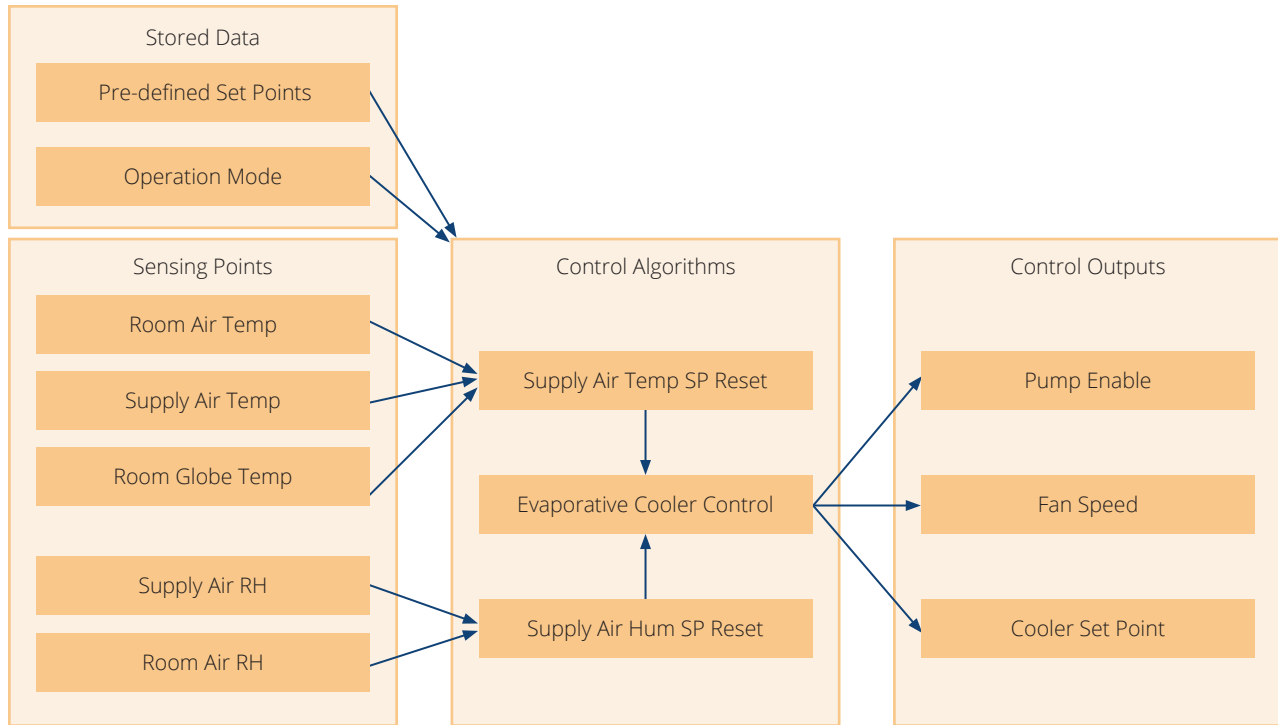 Stored Data
Pre-defined Set Points
Operation Mode
Sensing Points
Room Air Temp
Supply Air Temp
Room Globe Temp
Supply Air RH
Room Air RH
Control Algorithms
Supply Air Temp SP Reset
Evaporative Cooler Control
Supply Air Hum SP Reset
Control Outputs
Pump Enable
Fan Speed
Cooler Set Point